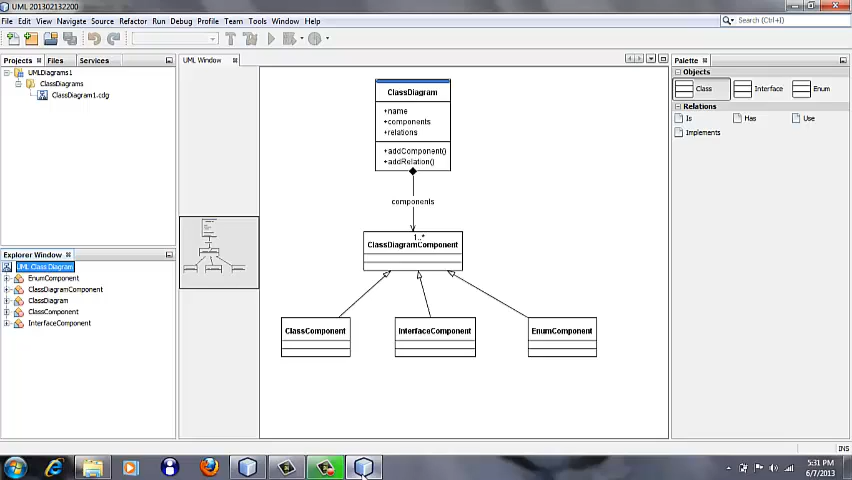 UML 201302132200
File Edit View Navigate Source Refactor Run Debug Profile Team Tools Window Help
Search (Ctrl+I)
Projects Files Services
UMLDiagrams1
ClassDiagrams
ClassDiagram1.cdg
Explorer Window
UML Class Diagram
EnumComponent
ClassDiagramComponent
ClassDiagram
ClassComponent
InterfaceComponent
UML Window
ClassDiagram
+name
+components
+relations
+addComponent()
+addRelation()
components
1..*
ClassDiagramComponent
ClassComponent
InterfaceComponent
EnumComponent
Palette
Objects
Class Interface Enum
Relations
Is Has Use
Implements
INS
5:31 PM
6/7/2013